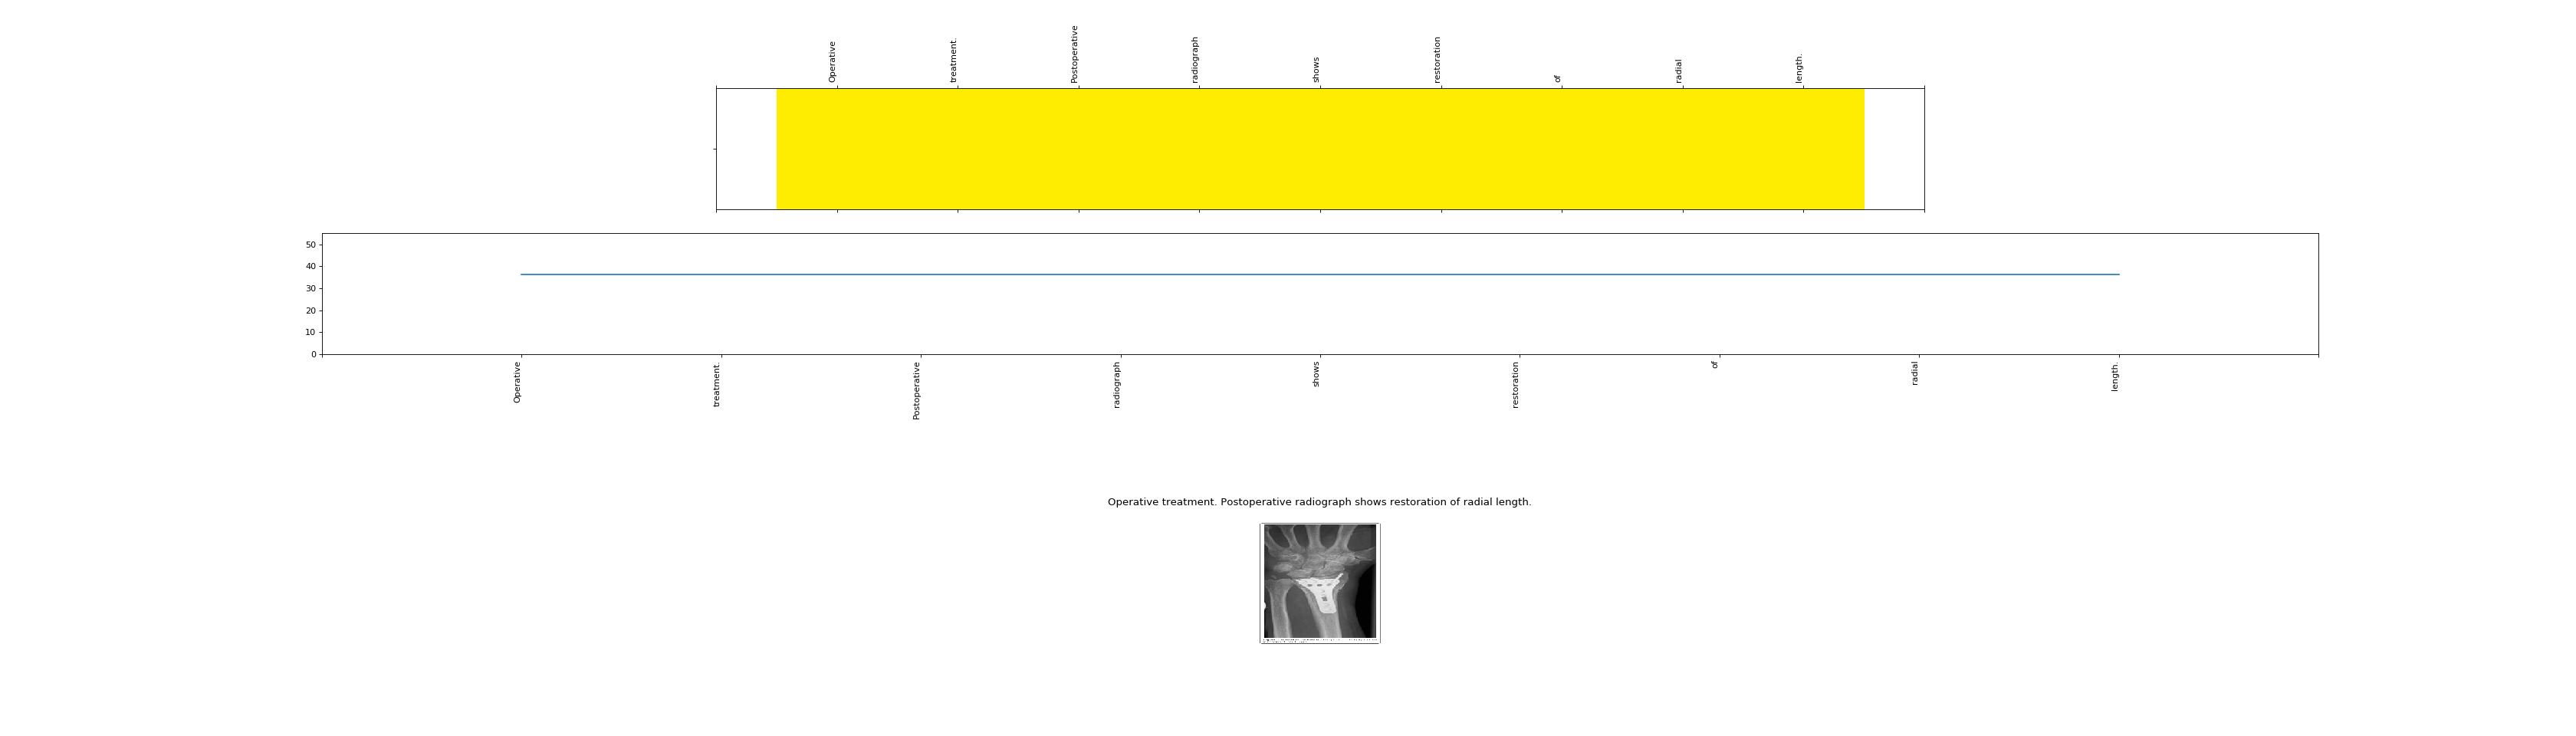 Operative treatment. Postoperative radiograph shows restoration of radial length.
50
40
30
20
10
0
Operative treatment. Postoperative radiograph shows restoration of radial length.
Operative treatment. Postoperative radiograph shows restoration of radial length.